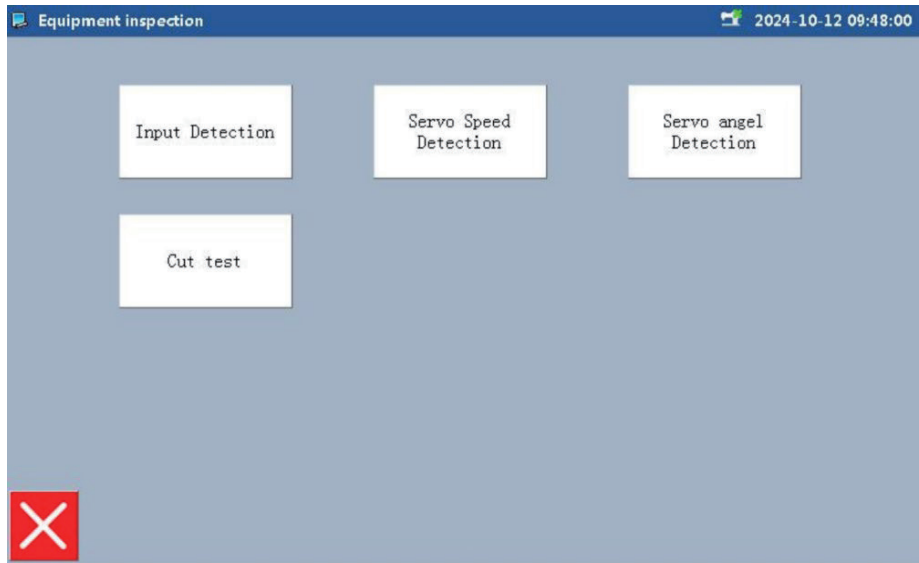 Equipment inspection
2024-10-12 09:48:00
Input Detection
Servo Speed
Detection
Servo angel
Detection
Cut test